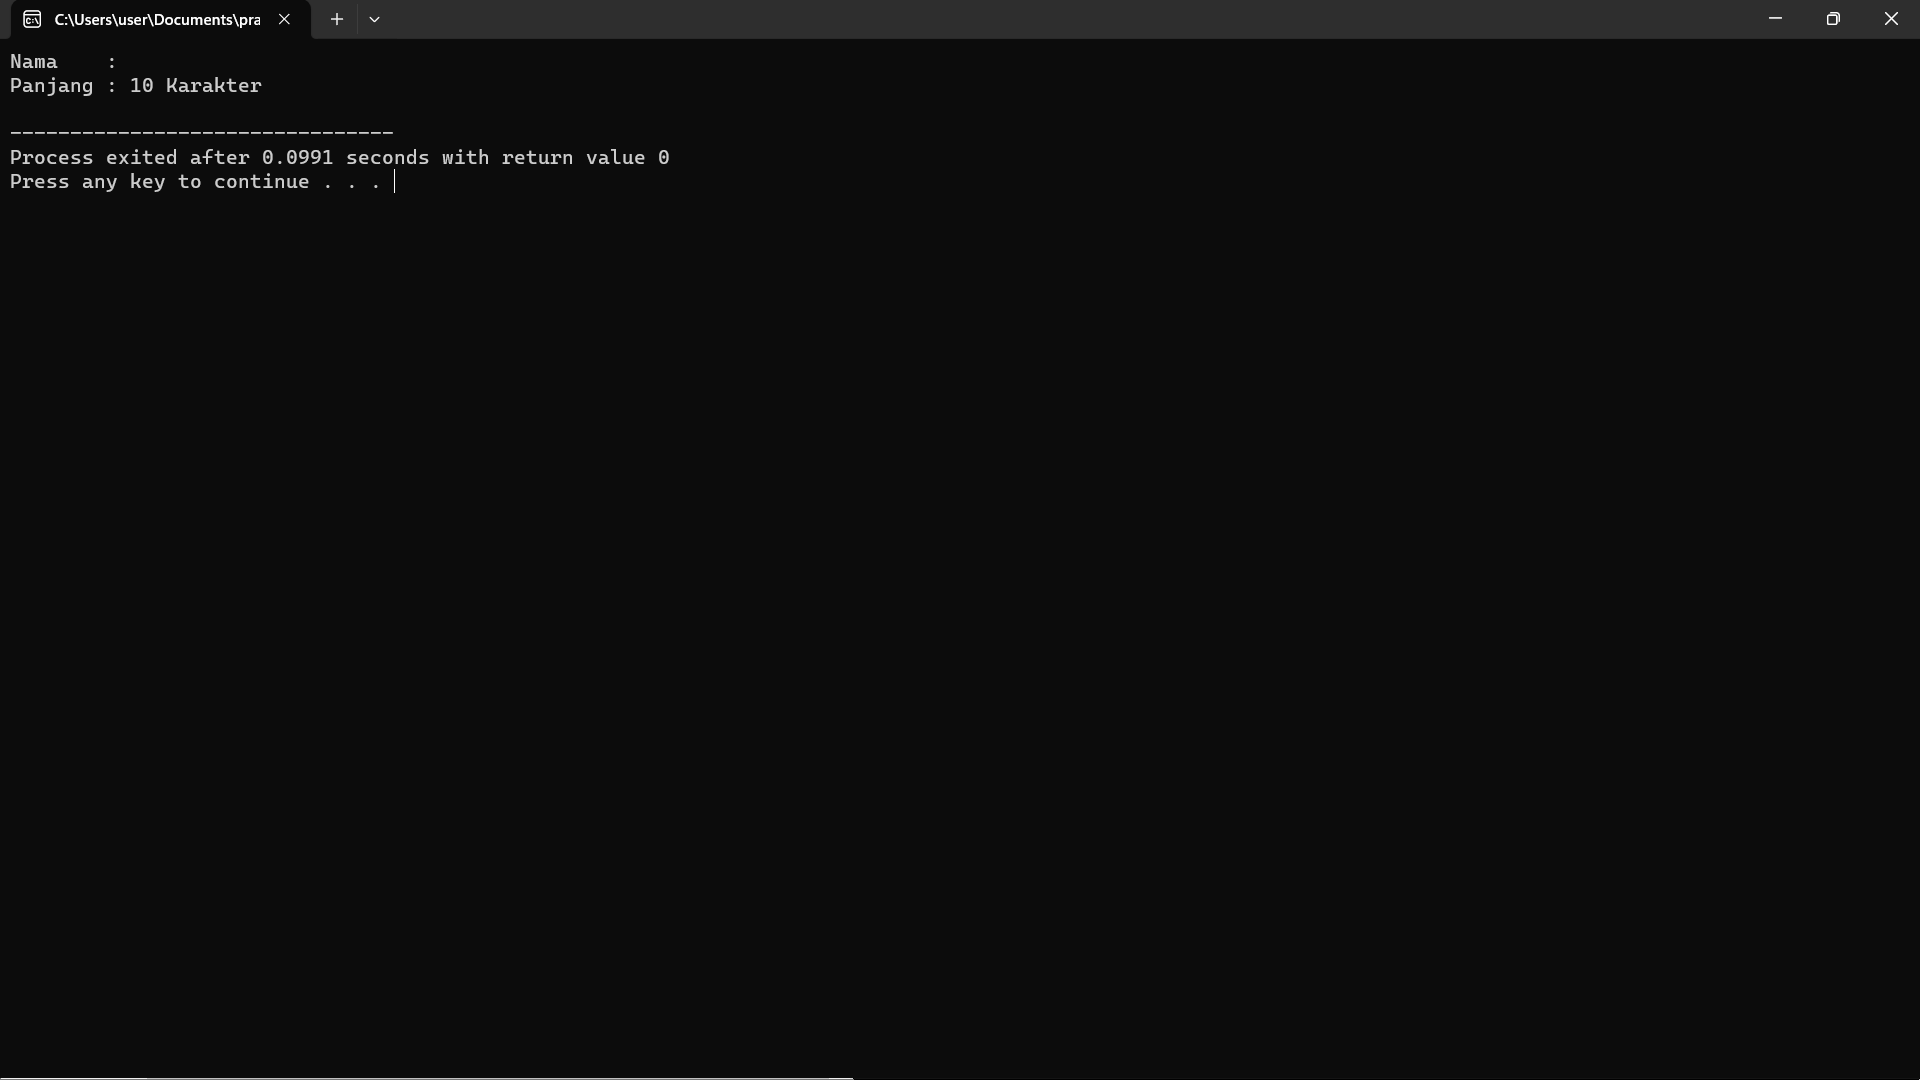 C:\Users\user\Documents\pra
Nama    :
Panjang : 10 Karakter
--------------------------------
Process exited after 0.0991 seconds with return value 0
Press any key to continue . . .